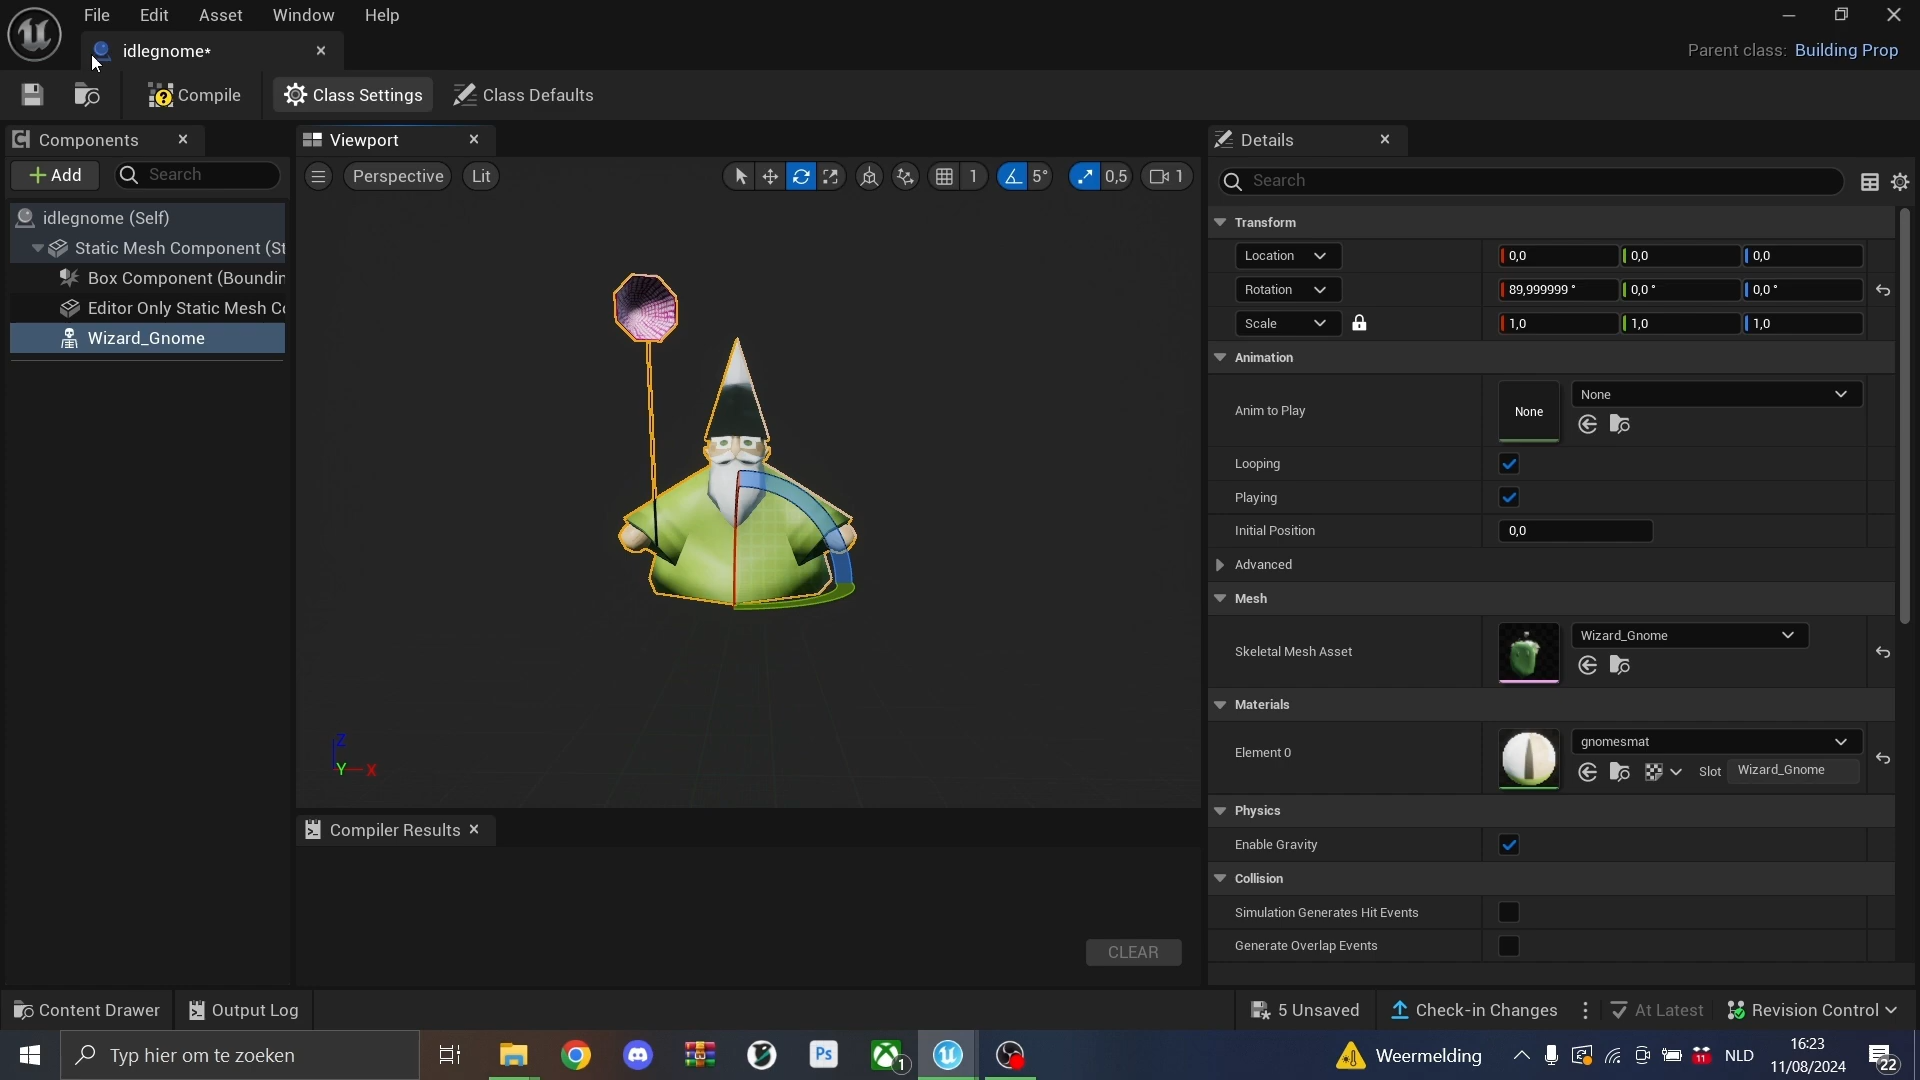 File Edit Asset Window Help
idlegnome*
Parent class: Building Prop
Compile Class Settings Class Defaults
Components
Add
Search
idlegnome (Self)
Static Mesh Component (St
Box Component (Boundin
Editor Only Static Mesh C
Wizard_Gnome
Viewport
Perspective Lit
1 5° 0,5 1
Z
Y X
Compiler Results
CLEAR
Details
Search
Transform
Location 0,0 0,0 0,0
Rotation 89,999999 ° 0,0 ° 0,0 °
Scale 1,0 1,0 1,0
Animation
Anim to Play None None
Looping
Playing
Initial Position 0,0
Advanced
Mesh
Skeletal Mesh Asset Wizard_Gnome
Materials
Element 0 gnomesmat
Slot Wizard_Gnome
Physics
Enable Gravity
Collision
Simulation Generates Hit Events
Generate Overlap Events
Content Drawer Output Log 5 Unsaved Check-in Changes At Latest Revision Control
Typ hier om te zoeken
Ps
1
Weermelding
11
NLD
16:23
11/08/2024
22